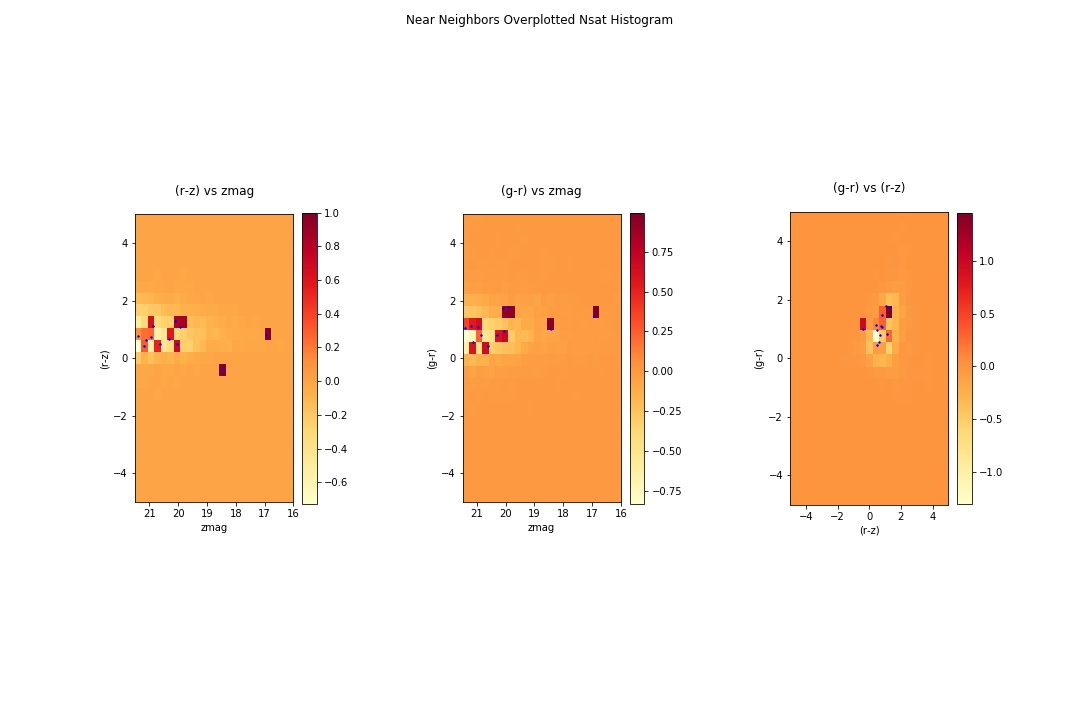 Near Neighbors Overplotted Nsat Histogram
(r-z) vs zmag
(r-z)
4
2
0
−2
−4
21 20 19 18 17 16
zmag
1.0
0.8
0.6
0.4
0.2
0.0
−0.2
−0.4
−0.6
(g-r) vs zmag
(g-r)
4
2
0
−2
−4
21 20 19 18 17 16
zmag
0.75
0.50
0.25
0.00
−0.25
−0.50
−0.75
(g-r) vs (r-z)
(g-r)
4
2
0
−2
−4
−4 −2 0 2 4
(r-z)
1.0
0.5
0.0
−0.5
−1.0